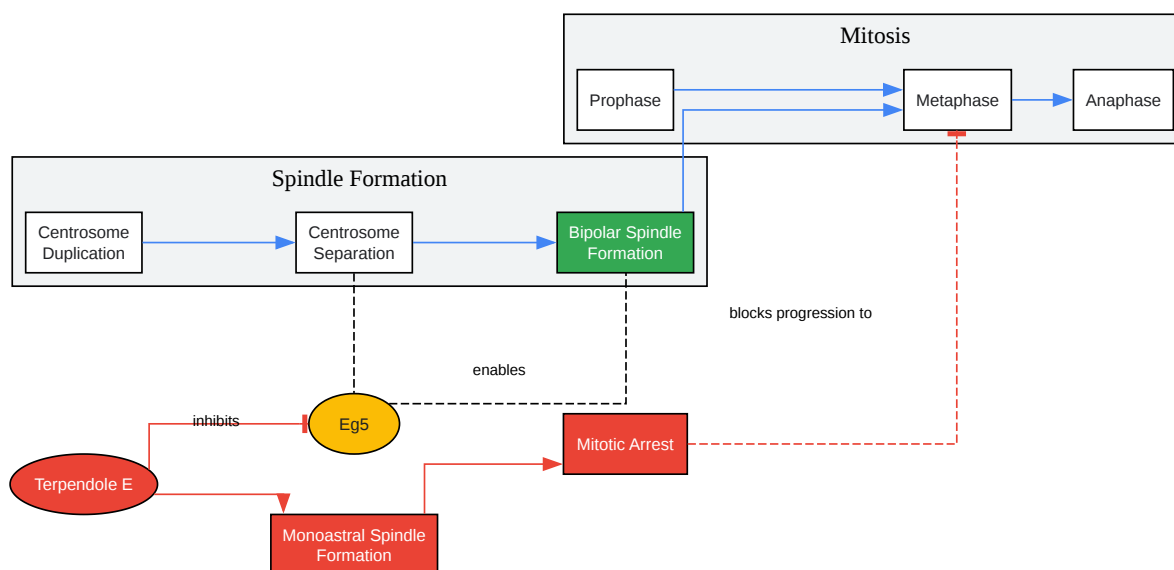 Mitosis
Prophase
Metaphase
Anaphase
Spindle Formation
Centrosome
Duplication
Centrosome
Separation
Bipolar Spindle
Formation
blocks progression to
enables
inhibits
Eg5
Mitotic Arrest
Terpendole E
Monoastral Spindle
Formation